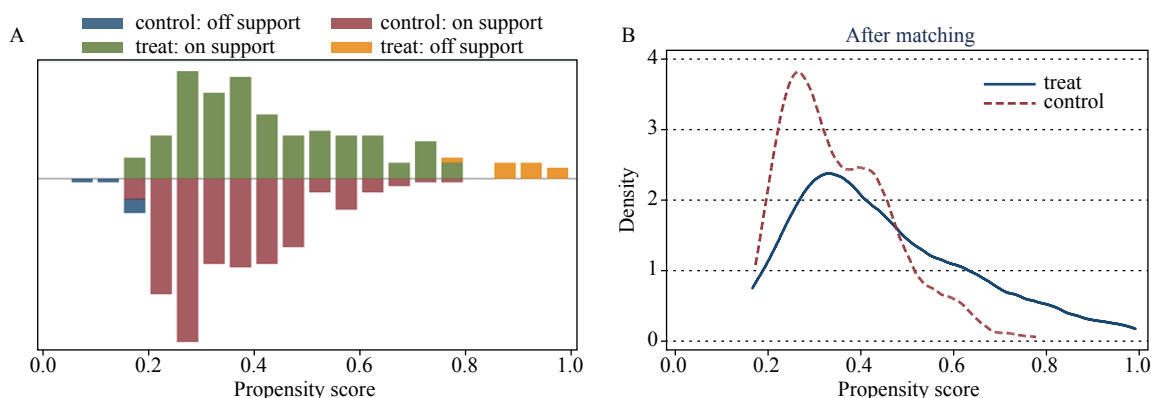 A
control: off support
control: on support
treat: on support
treat: off support
0.0 0.2 0.4 0.6 0.8 1.0
Propensity score
B
After matching
4
3
2
1
0
Density
treat
control
0.0 0.2 0.4 0.6 0.8 1.0
Propensity score